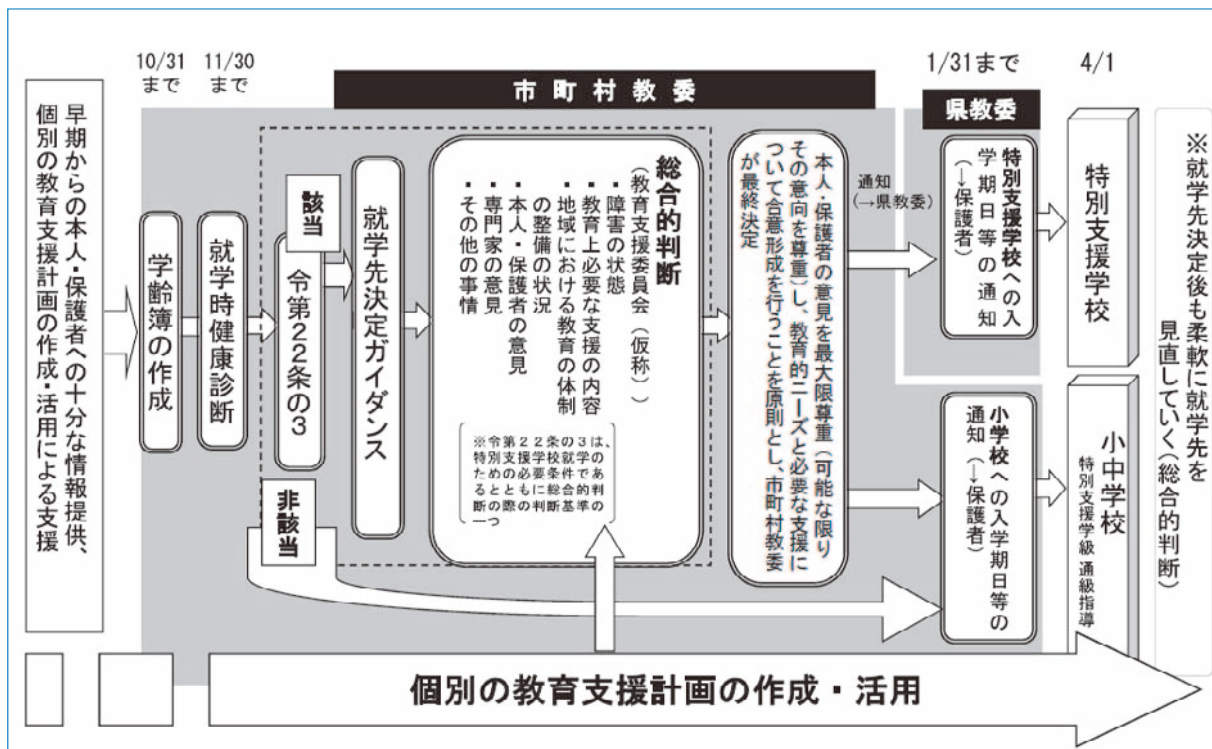 早期からの本人・保護者への十分な情報提供、
個別の教育支援計画の作成・活用による支援
10/31
まで
11/30
まで
学齢簿の作成
就学時健康診断
市町村教委
該当
令第22条の3
非該当
就学先決定ガイダンス
総合的判断
（教育支援委員会（仮称））
・障害の状態
・教育上必要な支援の内容
・地域における教育の体制
の整備の状況
・本人・保護者の意見
・専門家の意見
・その他の事情
※令第22条の3は、
特別支援学校就学の
ための必要条件であ
るとともに総合的判
断の際の判断基準の
一つ
本人・保護者の意見を最大限尊重（可能な限り
その意向を尊重）し、教育的ニーズと必要な支援に
ついて合意形成を行うことを原則とし、市町村教委
が最終決定
通知
(→県教委)
1/31まで
県教委
特別支援学校への入
学期日等の通知
（→保護者）
小学校への入学期日等の
通知（→保護者）
4/1
特別支援学校
小中学校
特別支援学級 通級指導
※就学先決定後も柔軟に就学先を
見直していく（総合的判断）
個別の教育支援計画の作成・活用